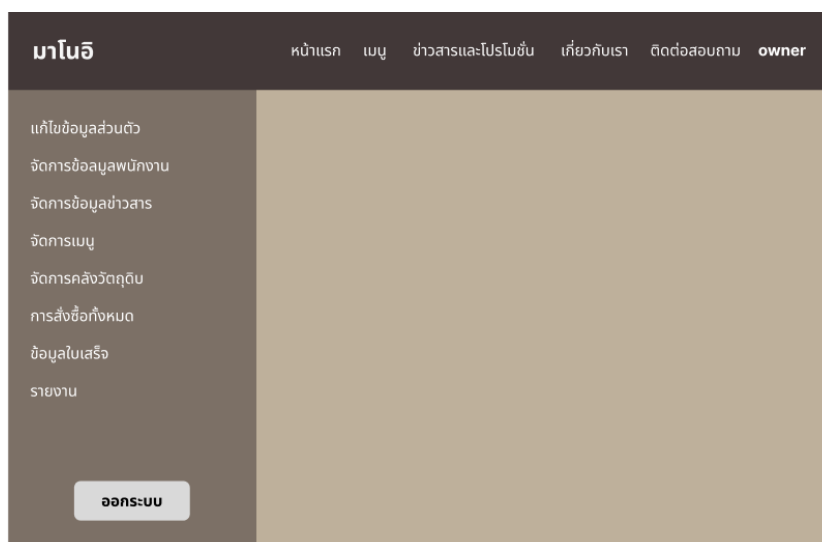 มาโนอิ
หน้าแรก เมนู ข่าวสารและโปรโมชั่น เกี่ยวกับเรา ติดต่อสอบถาม owner
แก้ไขข้อมูลส่วนตัว
จัดการข้อลมูลพนักงาน
จัดการข้อมูลข่าวสาร
จัดการเมนู
จัดการคลังวัตถุดิบ
การสั่งซื้อทั้งหมด
ข้อมูลใบเสร็จ
รายงาน
ออกระบบ